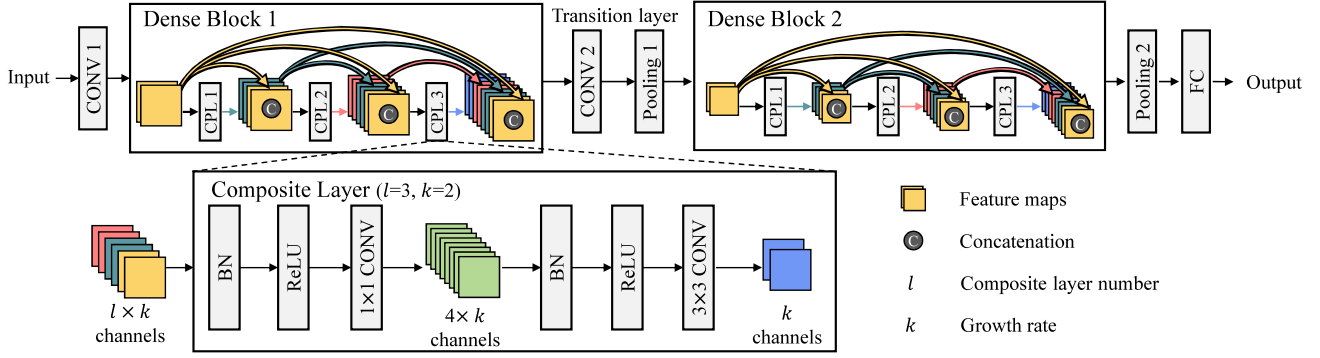 Input
CONV 1
Dense Block 1
CPL 1
C
CPL 2
C
CPL 3
C
Transition layer
CONV 2
Pooling 1
Dense Block 2
CPL 1
C
CPL 2
C
CPL 3
C
Pooling 2
FC
Output
Composite Layer (l=3, k=2)
l × k
channels
BN
ReLU
1×1 CONV
4× k
channels
BN
ReLU
3×3 CONV
k
channels
Feature maps
C Concatenation
l Composite layer number
k Growth rate